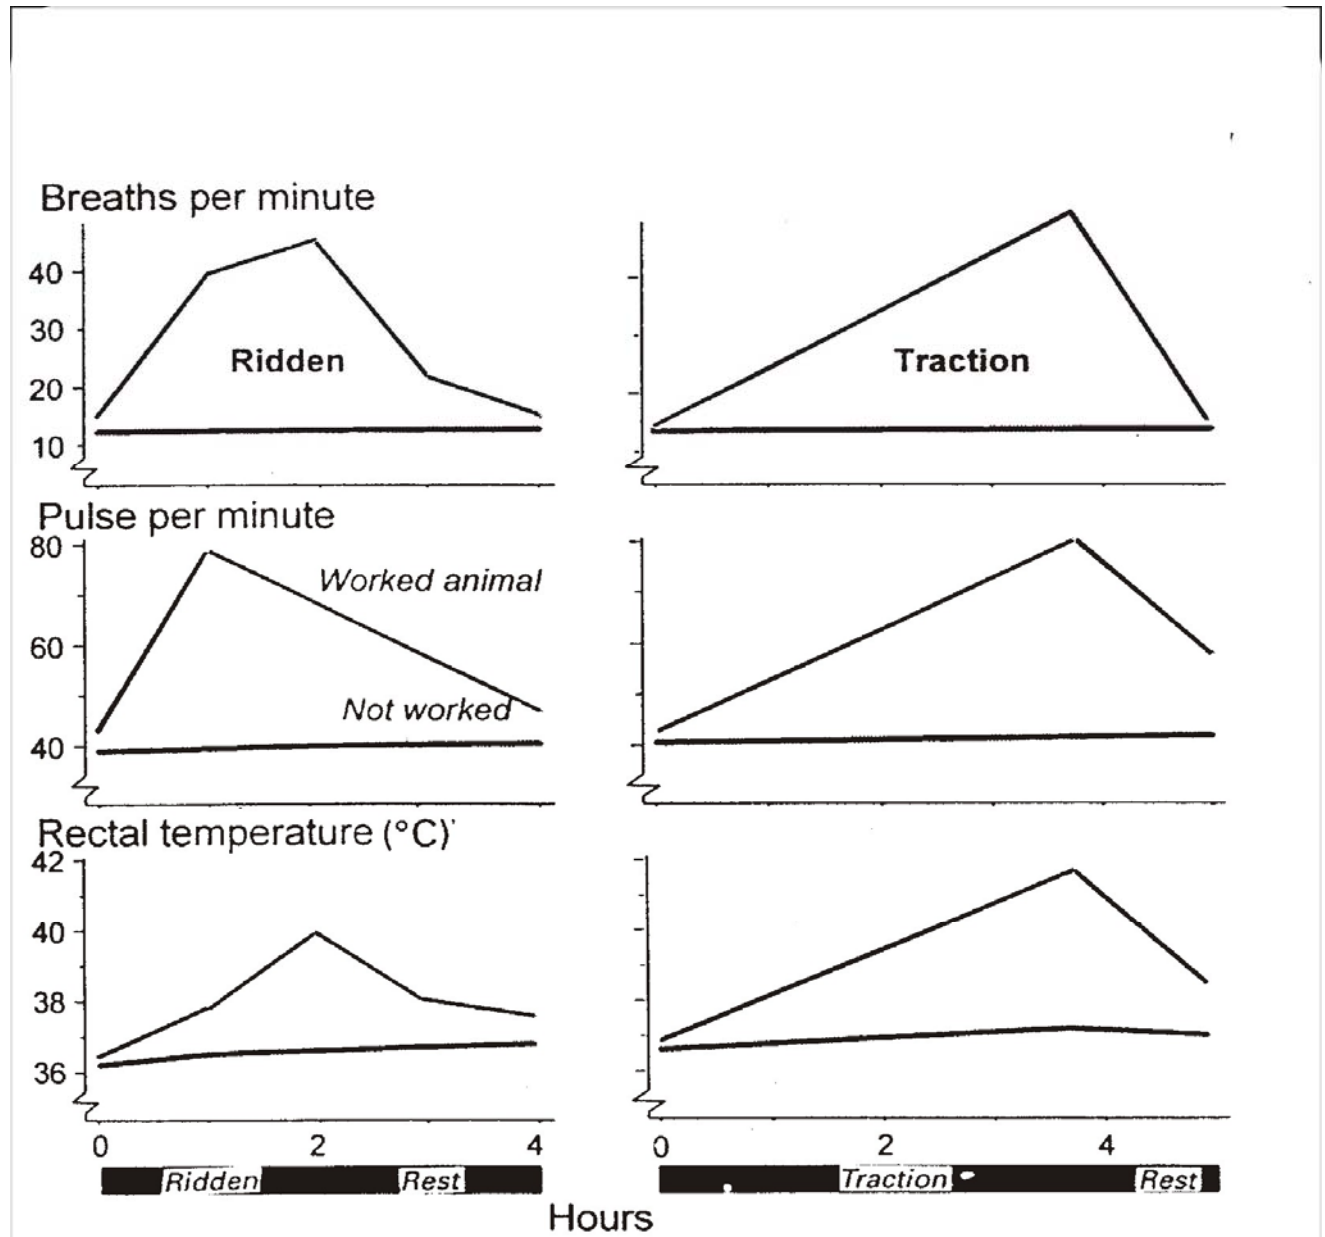 Breaths per minute
40
30
20
10
Ridden
Traction
Pulse per minute
80
60
40
Worked animal
Not worked
Rectal temperature (°C)
42
40
38
36
0 2 4 0 2 4
Ridden Rest Traction Rest
Hours